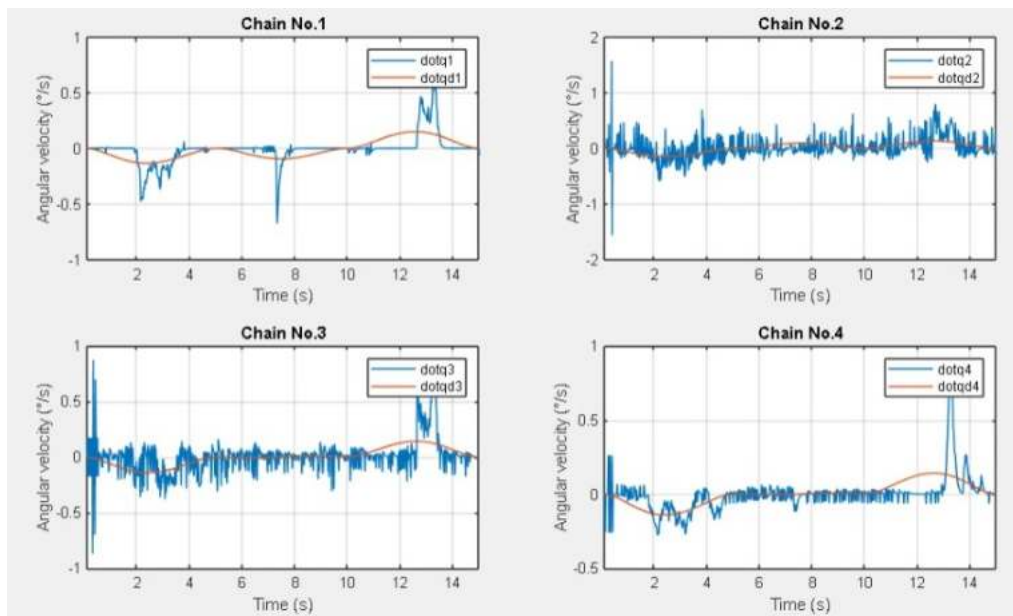 Chain No.1
1
0.5
0
-0.5
-1
Angular velocity (°/s)
dotq1
dotqd1
2 4 6 8 10 12 14
Time (s)
Chain No.2
2
1
0
-1
-2
Angular velocity (°/s)
dotq2
dotqd2
2 4 6 8 10 12 14
Time (s)
Chain No.3
1
0.5
0
-0.5
-1
Angular velocity (°/s)
dotq3
dotqd3
2 4 6 8 10 12 14
Time (s)
Chain No.4
1
0.5
0
-0.5
Angular velocity (°/s)
dotq4
dotqd4
2 4 6 8 10 12 14
Time (s)